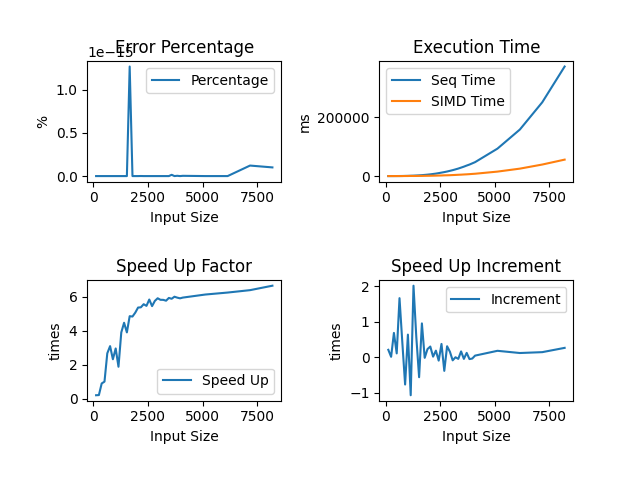 Error Percentage
1e−15
Percentage
%
1.0
0.5
0.0
0
2500
5000
7500
Input Size
Execution Time
Seq Time
SIMD Time
ms
200000
0
0
2500
5000
7500
Input Size
Speed Up Factor
times
6
4
2
0
Speed Up
0
2500
5000
7500
Input Size
Speed Up Increment
Increment
times
2
1
0
−1
0
2500
5000
7500
Input Size